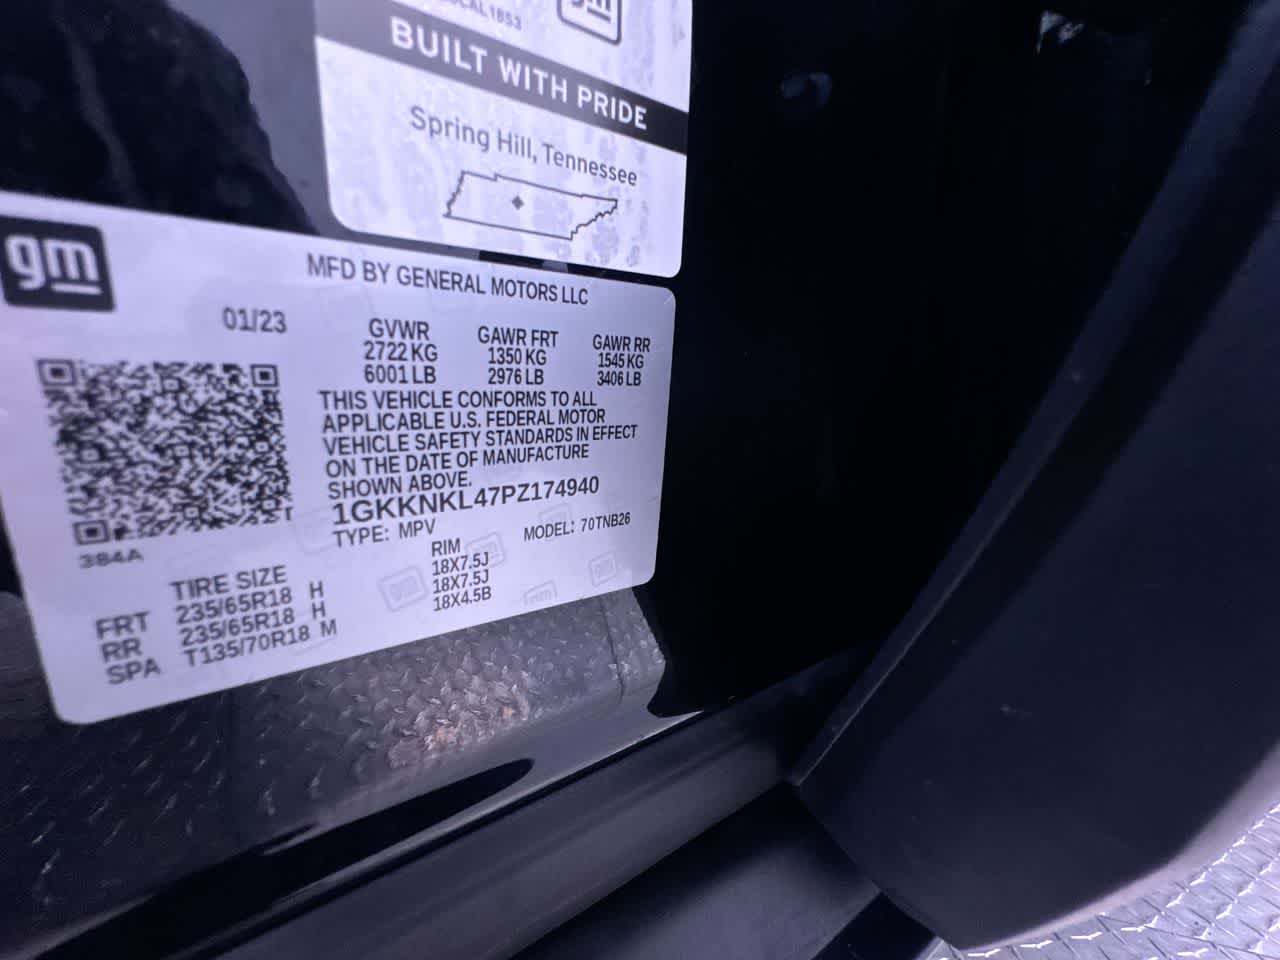 LOCAL 1853
gm
BUILT WITH PRIDE
Spring Hill, Tennessee
gm
MFD BY GENERAL MOTORS LLC
01/23
GVWR GAWR FRT GAWR RR
2722 KG 1350 KG 1545 KG
6001 LB 2976 LB 3406 LB
THIS VEHICLE CONFORMS TO ALL
APPLICABLE U.S. FEDERAL MOTOR
VEHICLE SAFETY STANDARDS IN EFFECT
ON THE DATE OF MANUFACTURE
SHOWN ABOVE.
1GKKNKL47PZ174940
TYPE: MPV MODEL: 70TNB26
384A
TIRE SIZE RIM
FRT 235/65R18 H 18X7.5J
RR 235/65R18 H 18X7.5J
SPA T135/70R18 M 18X4.5B